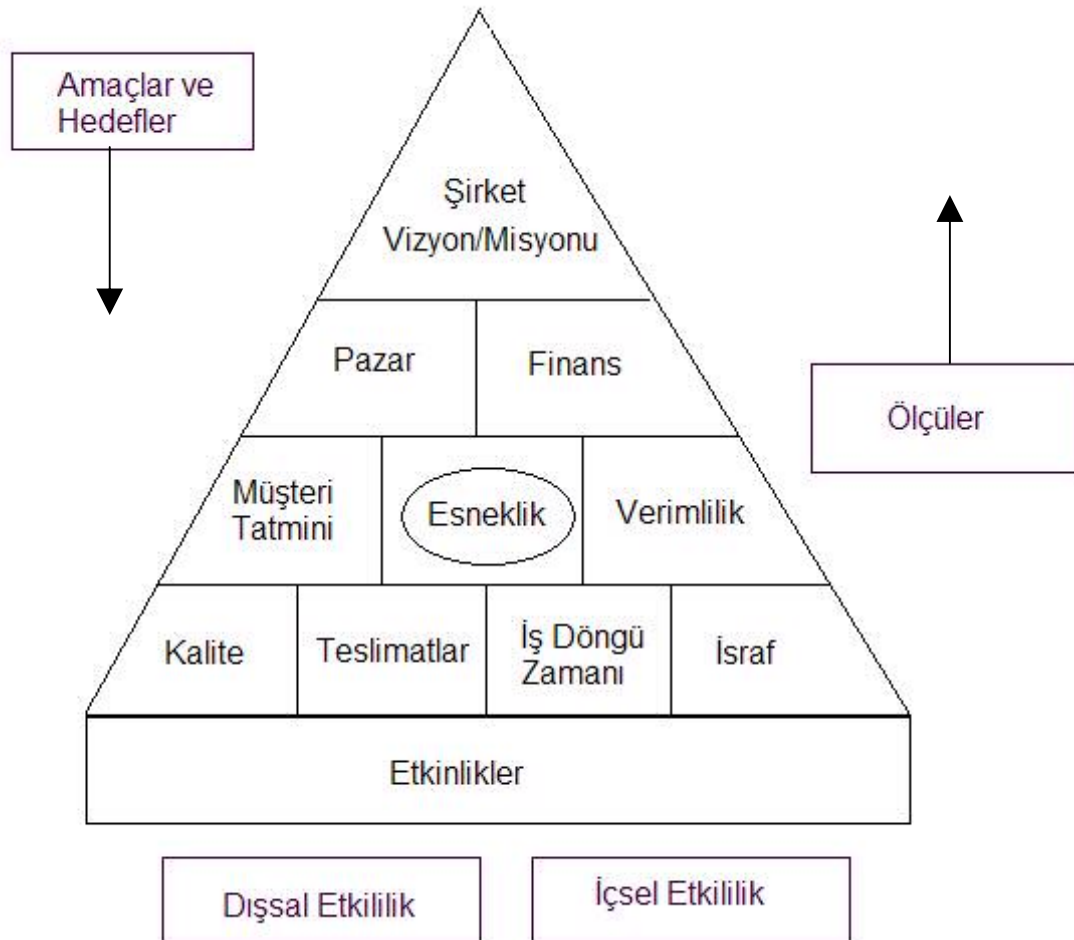 Amaçlar ve
Hedefler
Şirket
Vizyon/Misyonu
Pazar
Finans
Ölçüler
Müşteri
Tatmini
Esneklik
Verimlilik
Kalite
Teslimatlar
İş Döngü
Zamanı
İsraf
Etkinlikler
Dışsal Etkililik
İçsel Etkililik